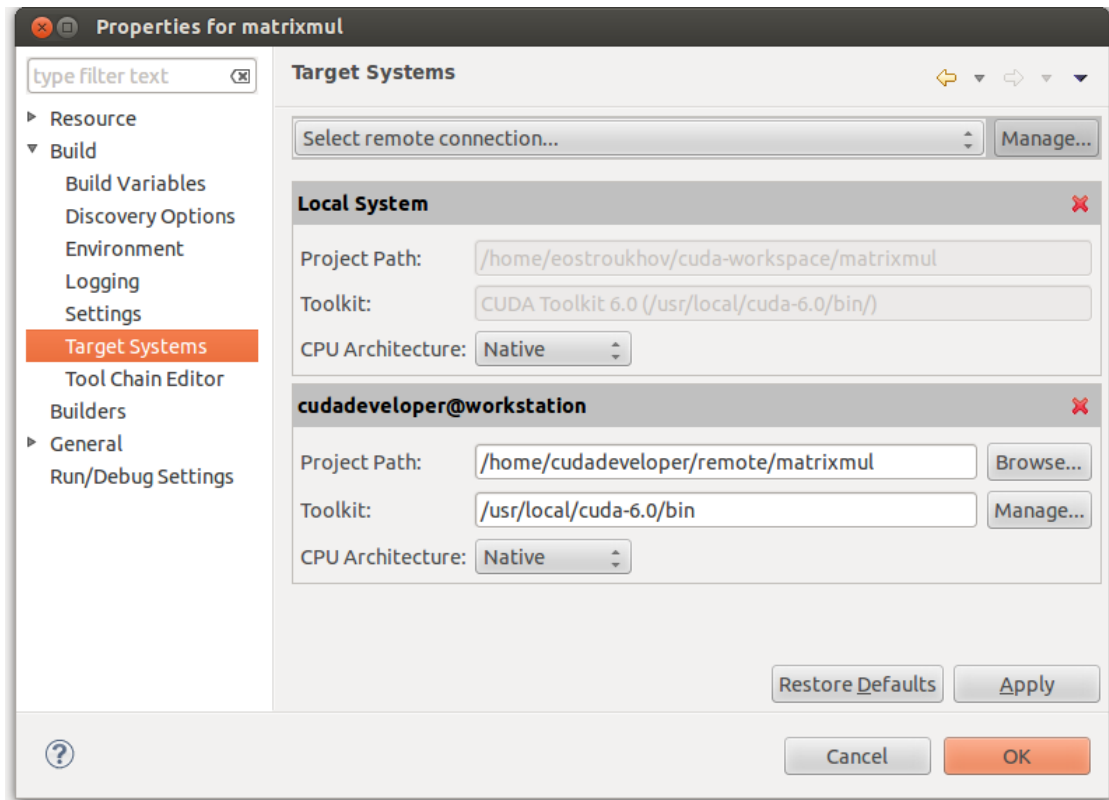 Properties for matrixmul
type filter text
Resource
Build
Build Variables
Discovery Options
Environment
Logging
Settings
Target Systems
Tool Chain Editor
Builders
General
Run/Debug Settings
Target Systems
Select remote connection...
Manage...
Local System
Project Path: /home/eostroukhov/cuda-workspace/matrixmul
Toolkit: CUDA Toolkit 6.0 (/usr/local/cuda-6.0/bin/)
CPU Architecture: Native
cudadeveloper@workstation
Project Path: /home/cudadeveloper/remote/matrixmul Browse...
Toolkit: /usr/local/cuda-6.0/bin Manage...
CPU Architecture: Native
Restore Defaults Apply
Cancel OK